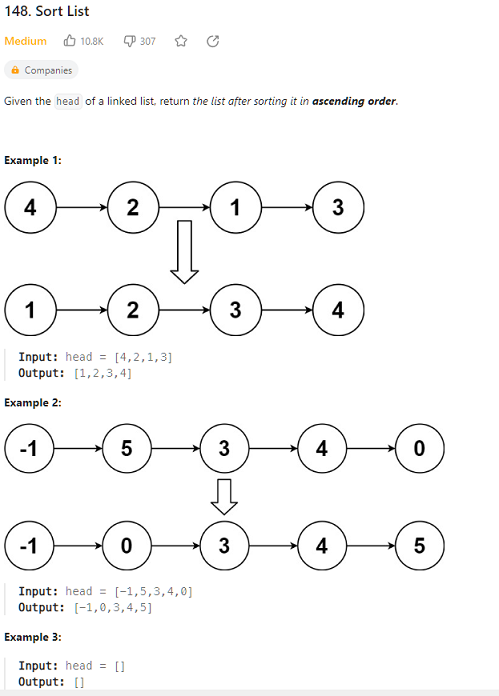 148. Sort List
Medium 10.8K 307
Companies
Given the head of a linked list, return the list after sorting it in ascending order.
Example 1:
4 2 1 3
1 2 3 4
Input: head = [4,2,1,3]
Output: [1,2,3,4]
Example 2:
-1 5 3 4 0
-1 0 3 4 5
Input: head = [-1,5,3,4,0]
Output: [-1,0,3,4,5]
Example 3:
Input: head = []
Output: []